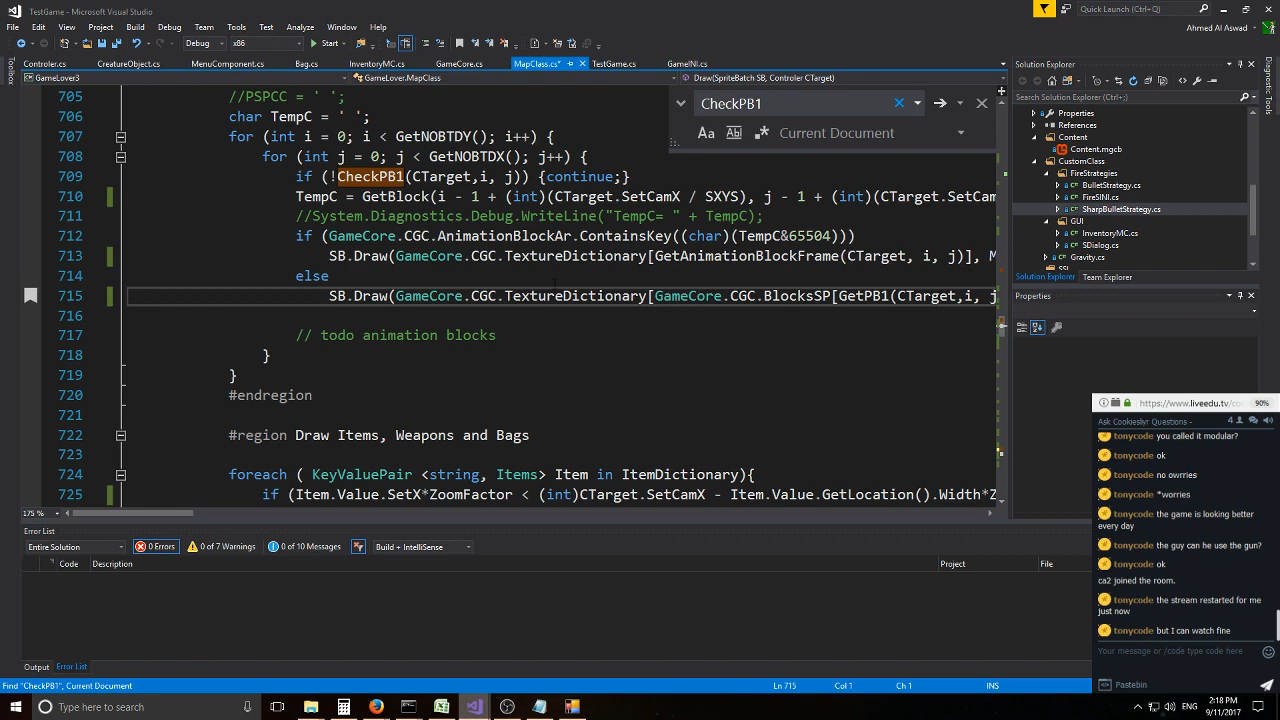 TestGame - Microsoft Visual Studio
Quick Launch (Ctrl+Q)
File Edit View Project Build Debug Team Tools Test Analyze Window Help
Ahmed Al Aswad
Debug x86 Start
Controler.cs CreatureObject.cs MenuComponent.cs Bag.cs InventoryMC.cs GameCore.cs MapClass.cs* TestGame.cs GameINI.cs
Toolbox
GameLover3 GameLover.MapClass Draw(SpriteBatch SB, Controler CTarget)
CheckPB1
Aa Ab Current Document
705 //PSPCC = ' ';
706 char TempC = ' ';
707 for (int i = 0; i < GetNOBTDY(); i++) {
708 for (int j = 0; j < GetNOBTDX(); j++) {
709 if (!CheckPB1(CTarget,i, j)) {continue;}
710 TempC = GetBlock(i - 1 + (int)(CTarget.SetCamX / SXYS), j - 1 + (int)(CTarget.SetCam
711 //System.Diagnostics.Debug.WriteLine("TempC= " + TempC);
712 if (GameCore.CGC.AnimationBlockAr.ContainsKey((char)(TempC&65504)))
713 SB.Draw(GameCore.CGC.TextureDictionary[GetAnimationBlockFrame(CTarget, i, j)], M
714 else
715 SB.Draw(GameCore.CGC.TextureDictionary[GameCore.CGC.BlocksSP[GetPB1(CTarget,i, j
716
717 // todo animation blocks
718 }
719 }
720 #endregion
721
722 #region Draw Items, Weapons and Bags
723
724 foreach ( KeyValuePair <string, Items> Item in ItemDictionary){
725 if (Item.Value.SetX*ZoomFactor < (int)CTarget.SetCamX - Item.Value.GetLocation().Width*Z
175 %
Solution Explorer
Search Solution Explorer (Ctrl+;)
Properties
References
Content
Content.mgcb
CustomClass
FireStrategies
BulletStrategy.cs
FireSINI.cs
SharpBulletStrategy.cs
GUI
InventoryMC.cs
SDialog.cs
Gravity.cs
Solution Explorer Team Explorer
Properties
Error List
Entire Solution 0 Errors 0 of 7 Warnings 0 of 10 Messages Build + IntelliSense
Code Description Project File
Output Error List
Find "CheckPB1", Current Document Ln 715 Col 1 Ch 1 INS
https://www.liveedu.tv/co 90%
Ask Cookiesliyr Questions - 4
tonycode you called it modular?
tonycode ok
tonycode no owrries
tonycode *worries
tonycode the game is looking better
every day
tonycode the guy can he use the gun?
tonycode ok
ca2 joined the room.
tonycode the stream restarted for me
just now
tonycode but I can watch fine
Your message or /code type code here
Pastebin
Type here to search
ENG 2:18 PM
9/11/2017